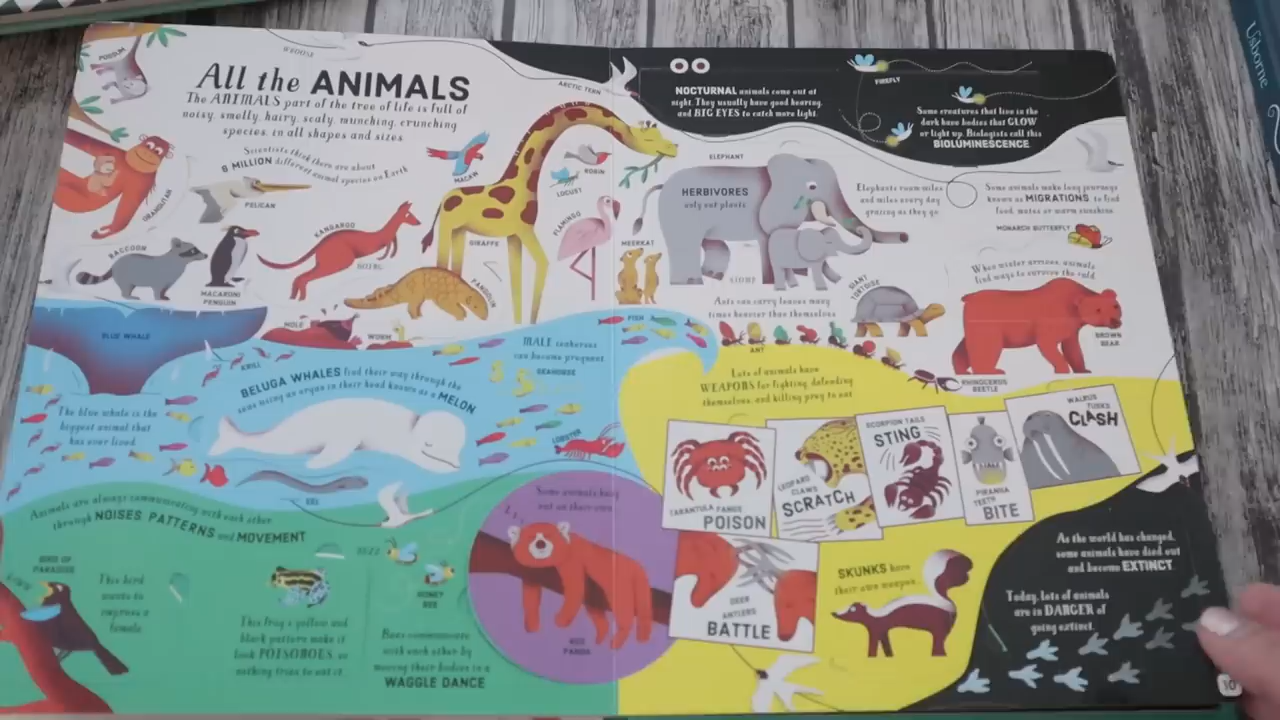 POSSUM
WHOOSE
All the ANIMALS
The ANIMALS part of the tree of life is full of
noisy, smelly, hairy, scaly, munching, crunching
species, in all shapes and sizes.
Scientists think there are about
8 MILLION different animal species on Earth
ORANGUTAN
PELICAN
MACAW
ARCTIC TERN
ROBIN
LOCUST
FLAMINGO
RACCOON
MACARONI
PENGUIN
KANGAROO
BOING
GIRAFFE
PANGOLIN
MEERKAT
MOLE
WORM
NOCTURNAL animals come out at
night. They usually have good hearing,
and BIG EYES to catch more light.
FIREFLY
Some creatures that live in the
dark have bodies that GLOW
or light up. Biologists call this
BIOLUMINESCENCE.
ELEPHANT
HERBIVORES
only eat plants
Elephants roam miles
and miles every day
grazing as they go
Some animals make long journeys
known as MIGRATIONS to find
food, mates or warm sunshine
MONARCH BUTTERFLY
When winter arrives, animals
find ways to survive the cold
BROWN
BEAR
GIANT
TORTOISE
STOMP
Ants can carry leaves many
times heavier than themselves
ANT
RHINOCEROS
BEETLE
BLUE WHALE
The blue whale is the
biggest animal that
has ever lived.
KRILL
BELUGA WHALES find their way through the
seas using an organ in their head known as a MELON
FISH
MALE seahorses
can become pregnant
SEAHORSE
LOBSTER
EEL
Lots of animals have
WEAPONS for fighting, defending
themselves, and killing prey to eat
TARANTULA FANGS
POISON
LEOPARD
CLAWS
SCRATCH
SCORPION TAILS
STING
PIRANHA
TEETH
BITE
WALRUS
TUSKS
CLASH
DEER
ANTLERS
BATTLE
SKUNKS have
their own weapon
Animals are always communicating with each other
through NOISES PATTERNS and MOVEMENT
BIRD OF
PARADISE
This bird
wants to
impress a
female
This frog's yellow and
black pattern make it
look POISONOUS, so
nothing tries to eat it.
BZZZ
HONEY
BEE
Bees communicate
with each other by
moving their bodies in a
WAGGLE DANCE
Some animals hang
out on their own
Z Z
RED
PANDA
As the world has changed,
some animals have died out
and become EXTINCT.
Today, lots of animals
are in DANGER of
going extinct.
10
Usborne